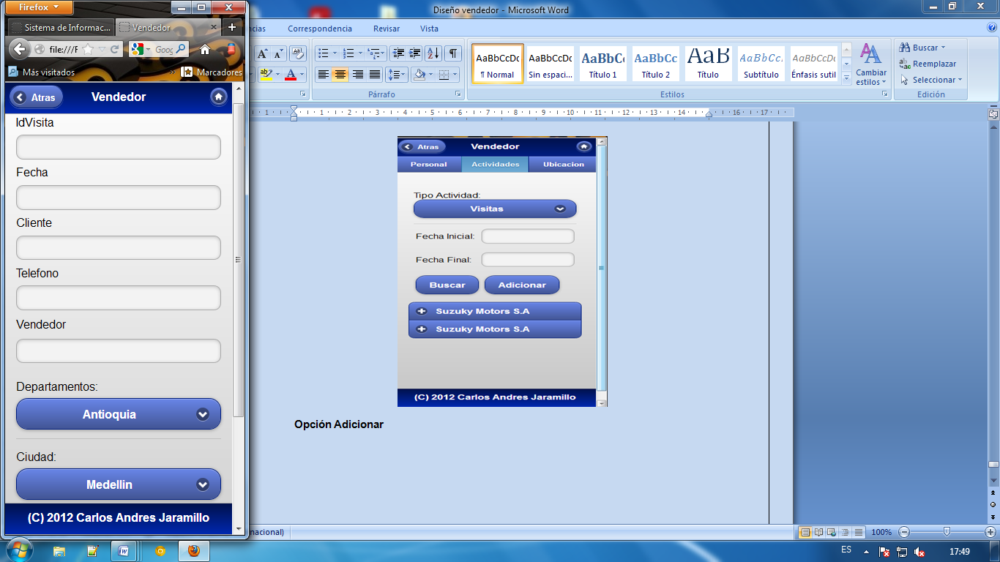 Firefox
Sistema de Informac...
Vendedor
file:///F
Goog
Más visitados
»
Marcadores
Atras
Vendedor
IdVisita
Fecha
Cliente
Telefono
Vendedor
Departamentos:
Antioquia
Ciudad:
Medellin
(C) 2012 Carlos Andres Jaramillo
Diseño vendedor - Microsoft Word
ncias Correspondencia Revisar Vista
AaBbCcDc AaBbCcDc AaBbCc AaBbCc AaB AaBbCc. AaBbCcDc
¶ Normal Sin espaci... Título 1 Título 2 Título Subtítulo Énfasis sutil
Cambiar
estilos
Buscar
Reemplazar
Seleccionar
Párrafo Estilos Edición
1 1 2 3 4 5 6 7 8 9 10 11 12 13 14 16 17
Atras Vendedor
Personal Actividades Ubicacion
Tipo Actividad:
Visitas
Fecha Inicial:
Fecha Final:
Buscar Adicionar
Suzuky Motors S.A
Suzuky Motors S.A
(C) 2012 Carlos Andres Jaramillo
Opción Adicionar
nacional)
100%
ES
17:49